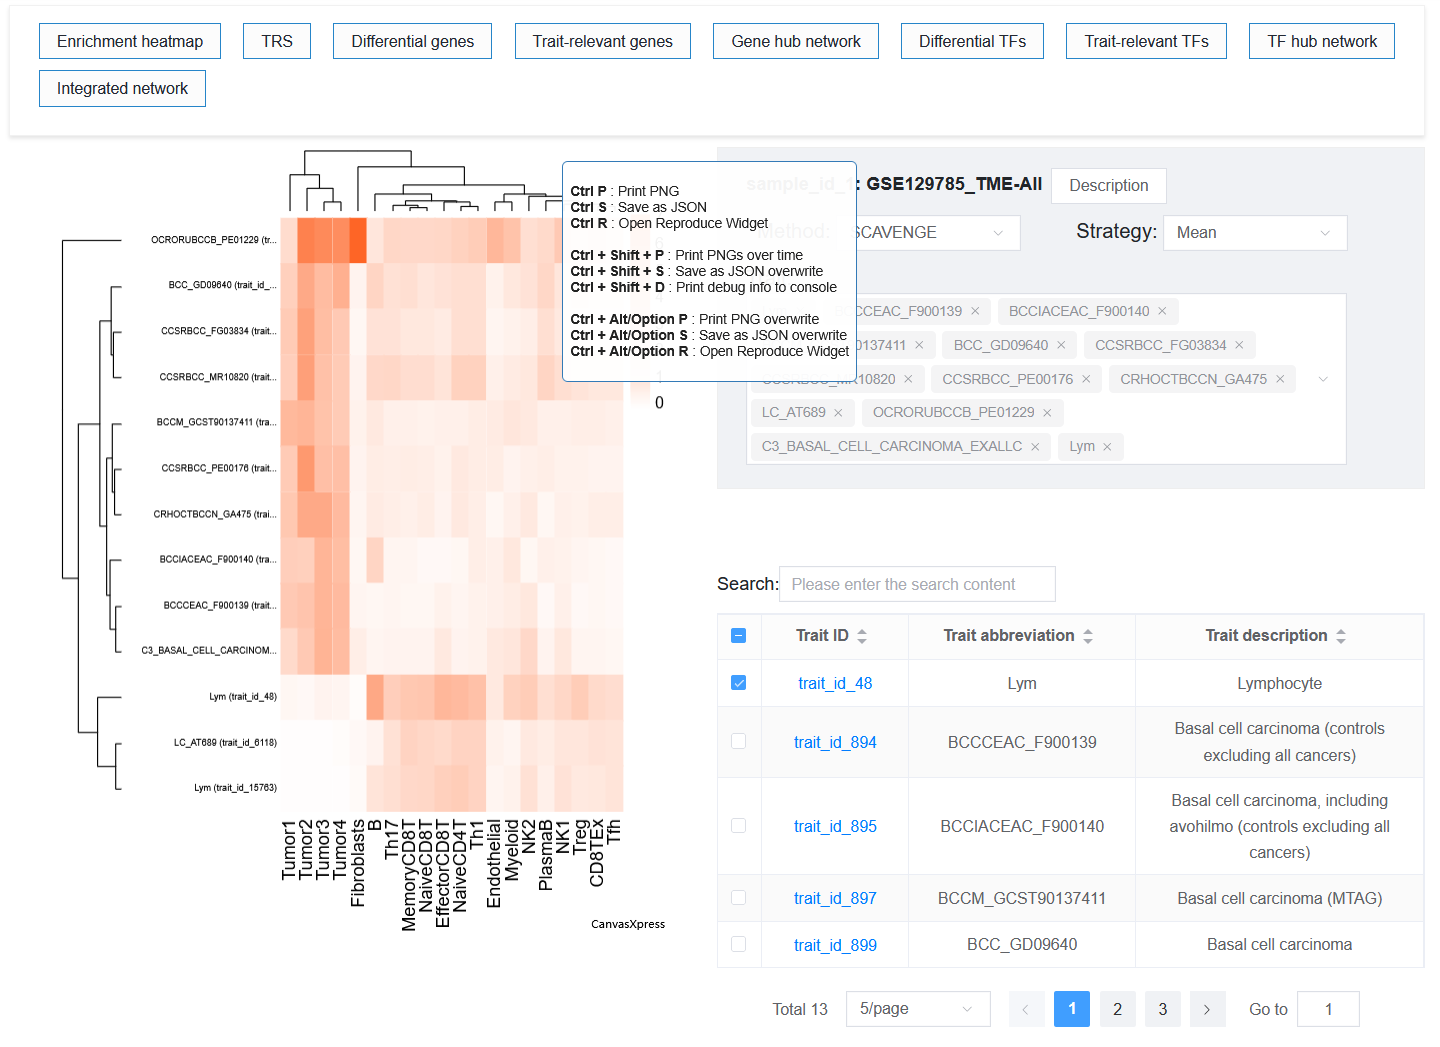 Enrichment heatmap TRS Differential genes Trait-relevant genes Gene hub network Differential TFs Trait-relevant TFs TF hub network
Integrated network
OCRORUBCCB_PE01229 (tr...
BCC_GD09640 (trait_id_...
CCSRBCC_FG03834 (trait...
CCSRBCC_MR10820 (trait...
BCCM_GCST90137411 (tra...
CCSRBCC_PE00176 (trait...
CRHOCTBCCN_GA475 (trai...
BCCIACEAC_F900140 (tra...
BCCCEAC_F900139 (trait...
C3_BASAL_CELL_CARCINOM...
Lym (trait_id_48)
LC_AT689 (trait_id_6118)
Lym (trait_id_15763)
Tumor1
Tumor2
Tumor3
Tumor4
Fibroblasts
B
Th17
MemoryCD8T
NaiveCD8T
EffectorCD8T
NaiveCD4T
Th1
Endothelial
Myeloid
NK2
PlasmaB
NK1
Treg
CD8TEx
Tfh
1
0
CanvasXpress
Ctrl P : Print PNG
Ctrl S : Save as JSON
Ctrl R : Open Reproduce Widget
Ctrl + Shift + P : Print PNGs over time
Ctrl + Shift + S : Save as JSON overwrite
Ctrl + Shift + D : Print debug info to console
Ctrl + Alt/Option P : Print PNG overwrite
Ctrl + Alt/Option S : Save as JSON overwrite
Ctrl + Alt/Option R : Open Reproduce Widget
sample_id_1: GSE129785_TME-All Description
Method: SCAVENGE Strategy: Mean
CCEAC_F900139 × BCCIACEAC_F900140 ×
0137411 × BCC_GD09640 × CCSRBCC_FG03834 ×
CCSRBCC_MR10820 × CCSRBCC_PE00176 × CRHOCTBCCN_GA475 ×
LC_AT689 × OCRORUBCCB_PE01229 ×
C3_BASAL_CELL_CARCINOMA_EXALLC × Lym ×
Search: Please enter the search content
Trait ID Trait abbreviation Trait description
trait_id_48 Lym Lymphocyte
trait_id_894 BCCCEAC_F900139 Basal cell carcinoma (controls
excluding all cancers)
trait_id_895 BCCIACEAC_F900140 Basal cell carcinoma, including
avohilmo (controls excluding all
cancers)
trait_id_897 BCCM_GCST90137411 Basal cell carcinoma (MTAG)
trait_id_899 BCC_GD09640 Basal cell carcinoma
Total 13 5/page < 1 2 3 > Go to 1